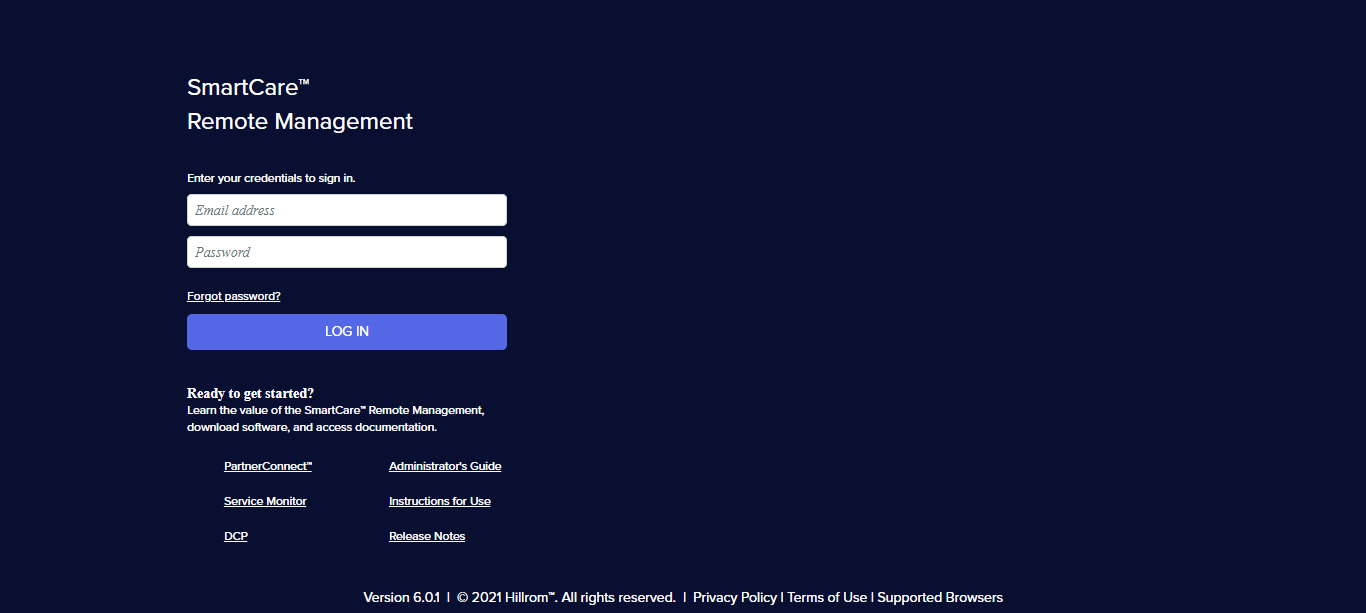 SmartCare™
Remote Management
Enter your credentials to sign in.
Email address
Password
Forgot password?
LOG IN
Ready to get started?
Learn the value of the SmartCare™ Remote Management,
download software, and access documentation.
PartnerConnect™ Administrator's Guide
Service Monitor Instructions for Use
DCP Release Notes
Version 6.0.1 | © 2021 Hillrom™. All rights reserved. | Privacy Policy | Terms of Use | Supported Browsers